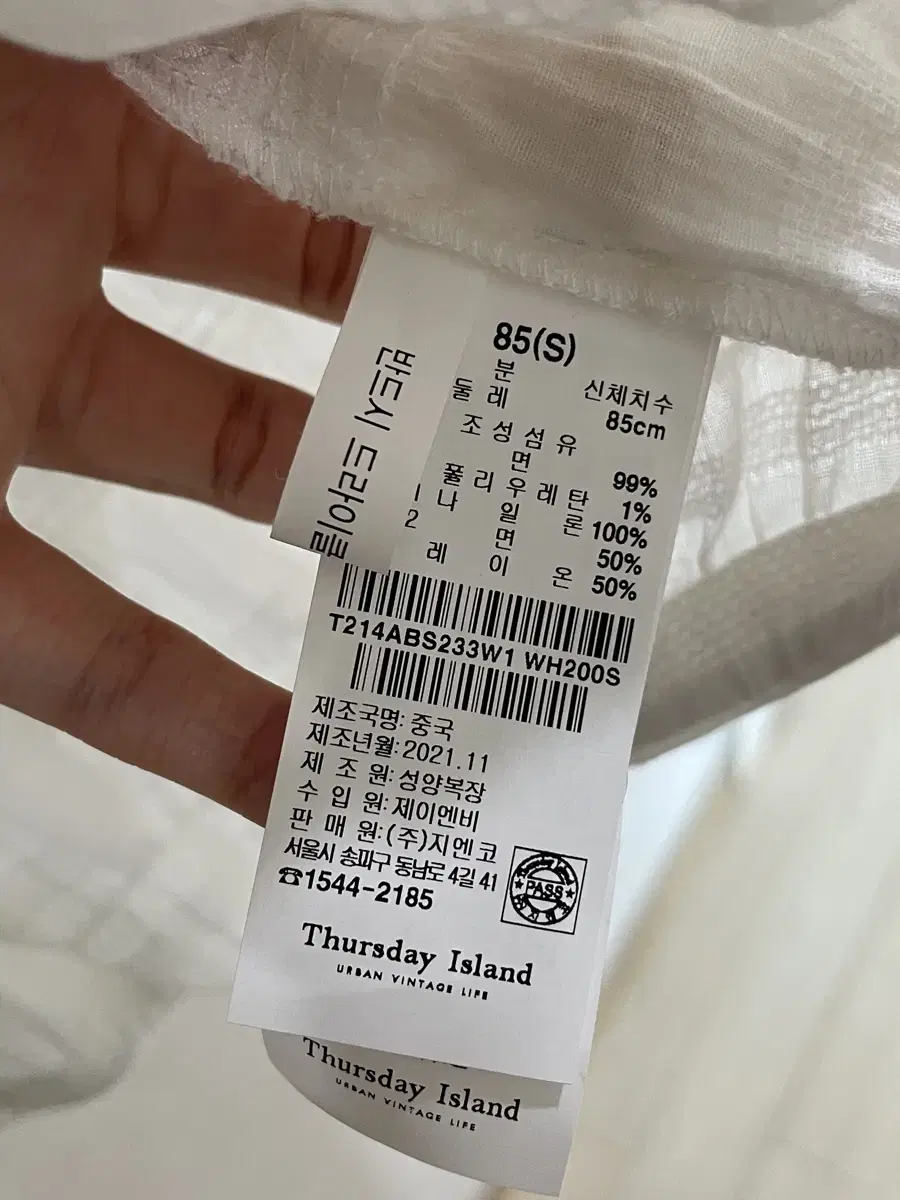 반드시 드라이클
85(S)
분 신체치수
둘레 85cm
조성섬유
면 99%
폴리우레탄 1%
나일론 100%
2 면 50%
레이온 50%
T214ABS233W1 WH200S
제조국명: 중국
제조년월: 2021.11
제 조 원: 성양복장
수 입 원: 제이엔비
판 매 원: (주)지엔코
서울시 송파구 동남로 4길 41
☎1544-2185
PASS
Thursday Island
URBAN VINTAGE LIFE
Thursday Island
URBAN VINTAGE LIFE